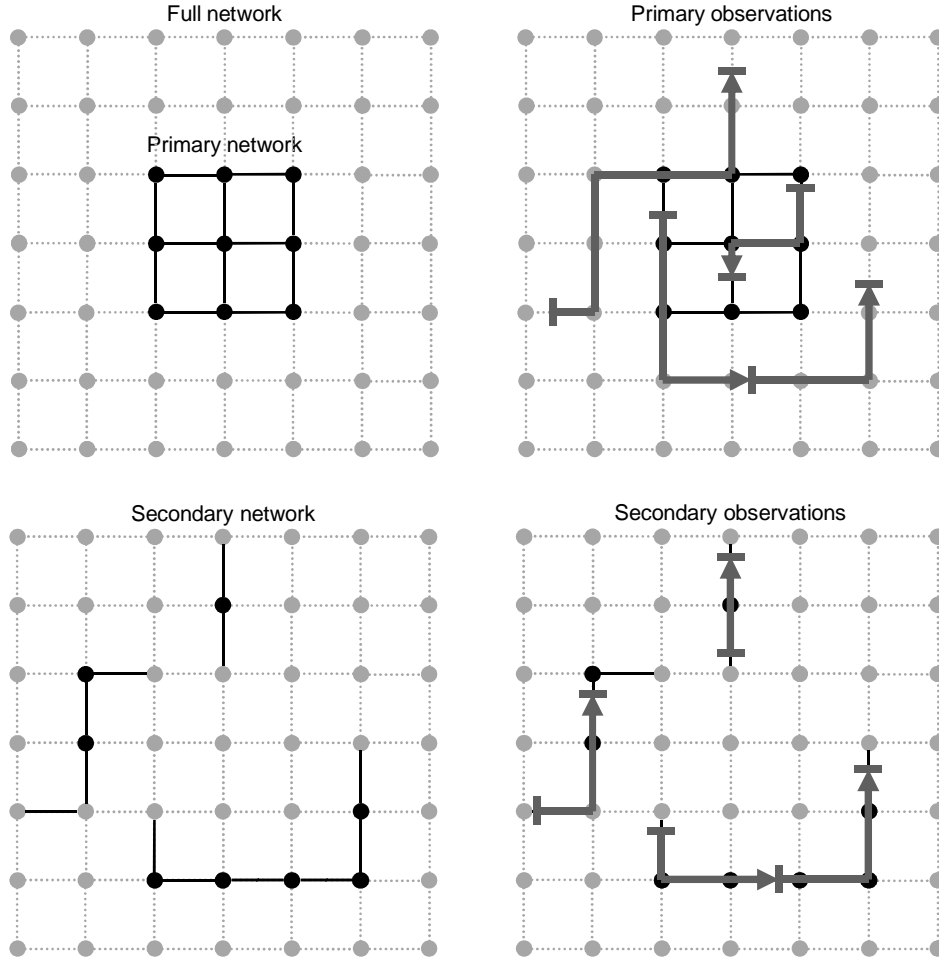 Full network
Primary observations
Primary network
Secondary network
Secondary observations